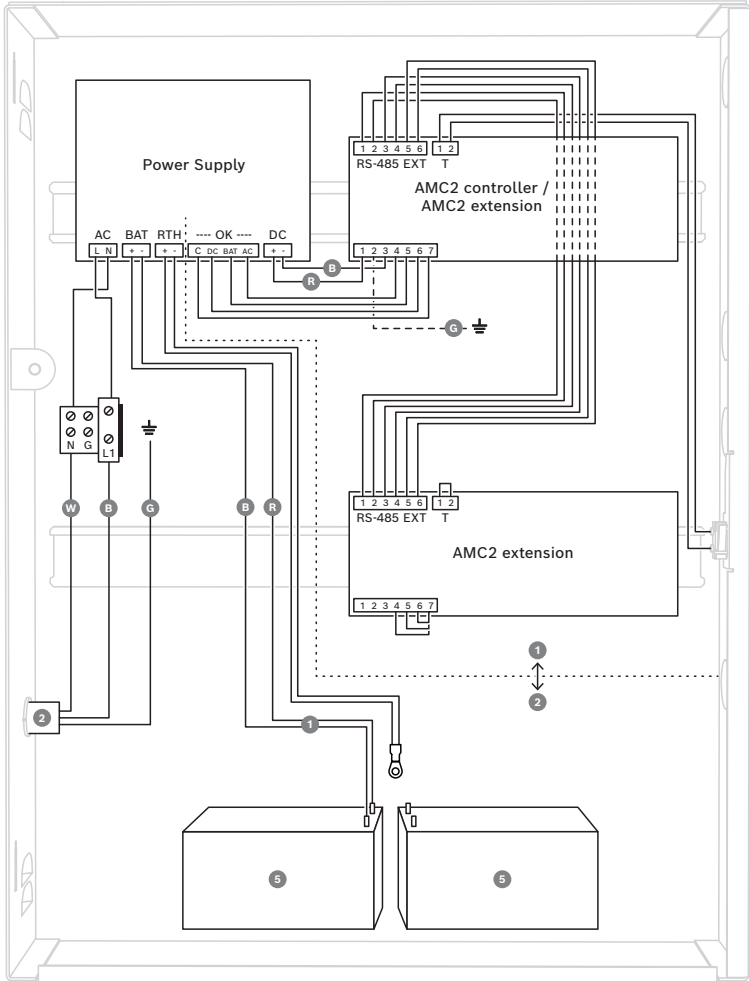 1 2 3 4 5 6 1 2
RS-485 EXT T
Power Supply
AMC2 controller /
AMC2 extension
AC BAT RTH ---- OK ---- DC
L N + - + - C DC BAT AC + -
1 2 3 4 5 6 7
B
R
G
N G
L1
W B G B R
1 2 3 4 5 6 1 2
RS-485 EXT T
AMC2 extension
1 2 3 4 5 6 7
1
2
2
1
5 5